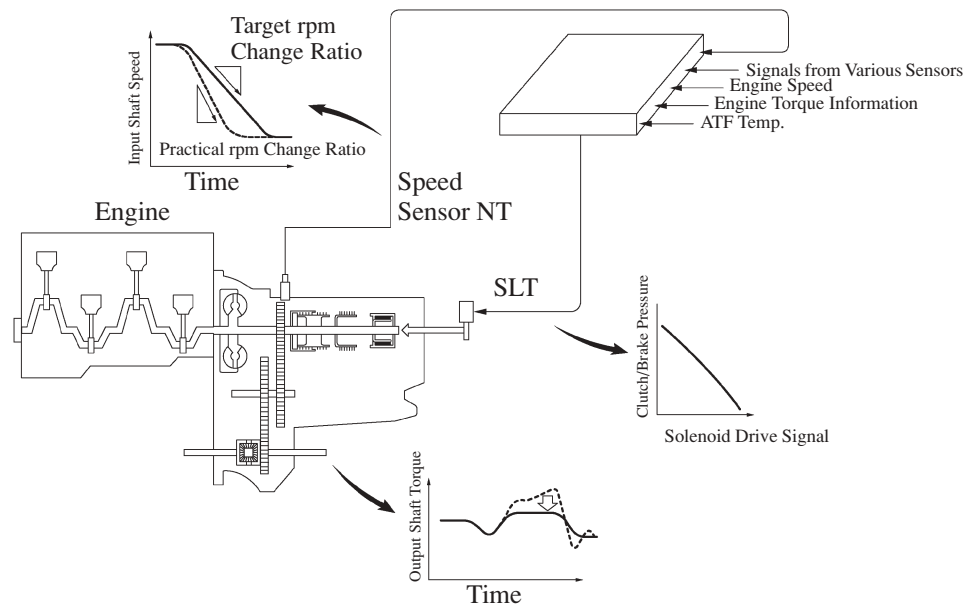 Target rpm
Change Ratio
Input Shaft Speed
Practical rpm Change Ratio
Time
Signals from Various Sensors
Engine Speed
Engine Torque Information
ATF Temp.
Speed
Sensor NT
Engine
SLT
Clutch/Brake Pressure
Solenoid Drive Signal
Output Shaft Torque
Time